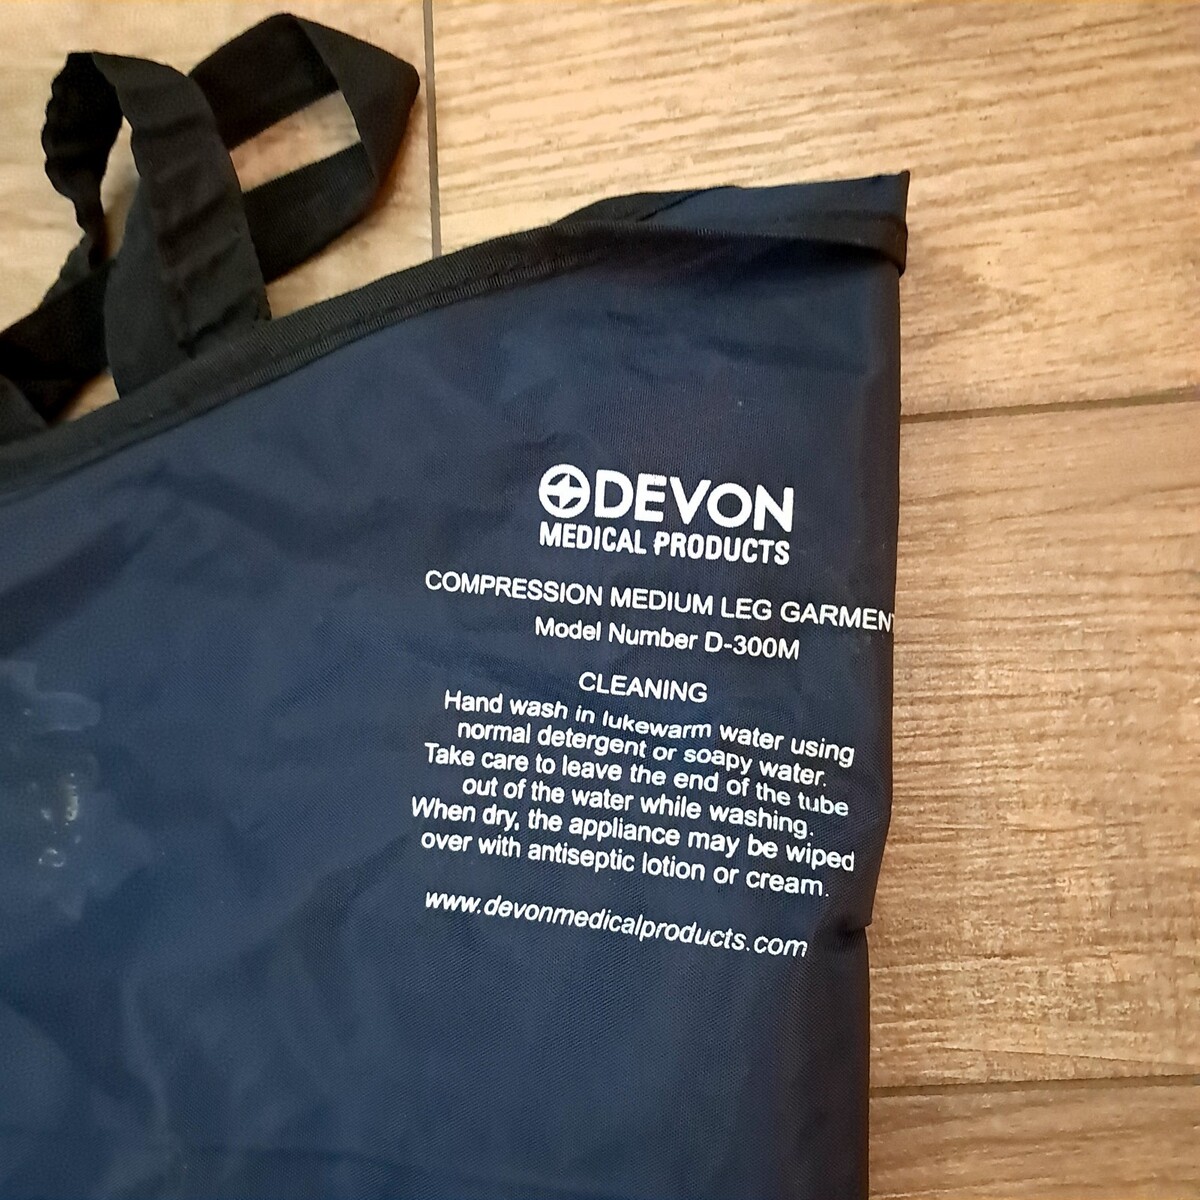 DEVON
MEDICAL PRODUCTS
COMPRESSION MEDIUM LEG GARMENT
Model Number D-300M
CLEANING
Hand wash in lukewarm water using
normal detergent or soapy water.
Take care to leave the end of the tube
out of the water while washing.
When dry, the appliance may be wiped
over with antiseptic lotion or cream.
www.devonmedicalproducts.com